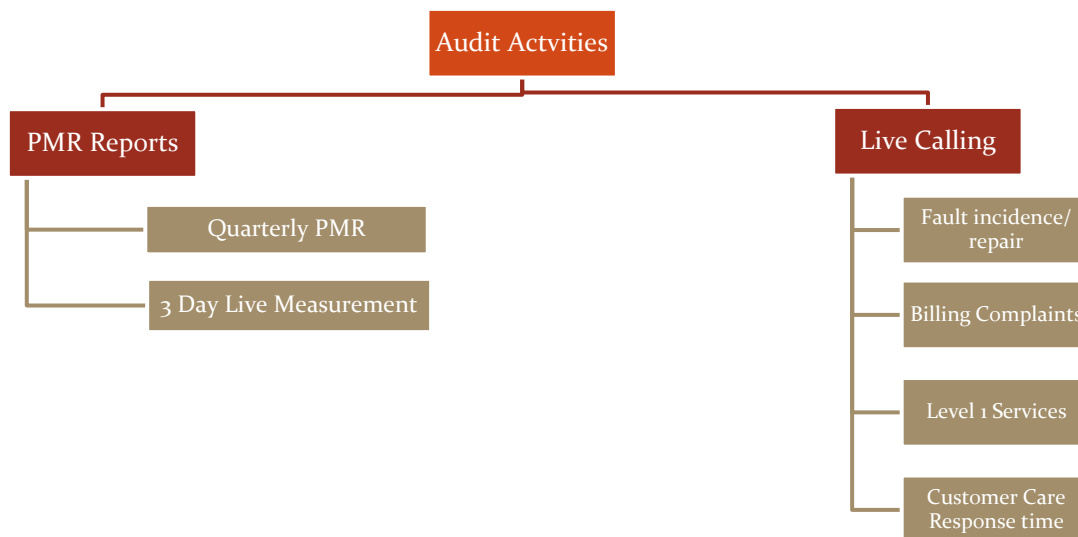 Audit Actvities
PMR Reports
Quarterly PMR
3 Day Live Measurement
Live Calling
Fault incidence/
repair
Billing Complaints
Level 1 Services
Customer Care
Response time